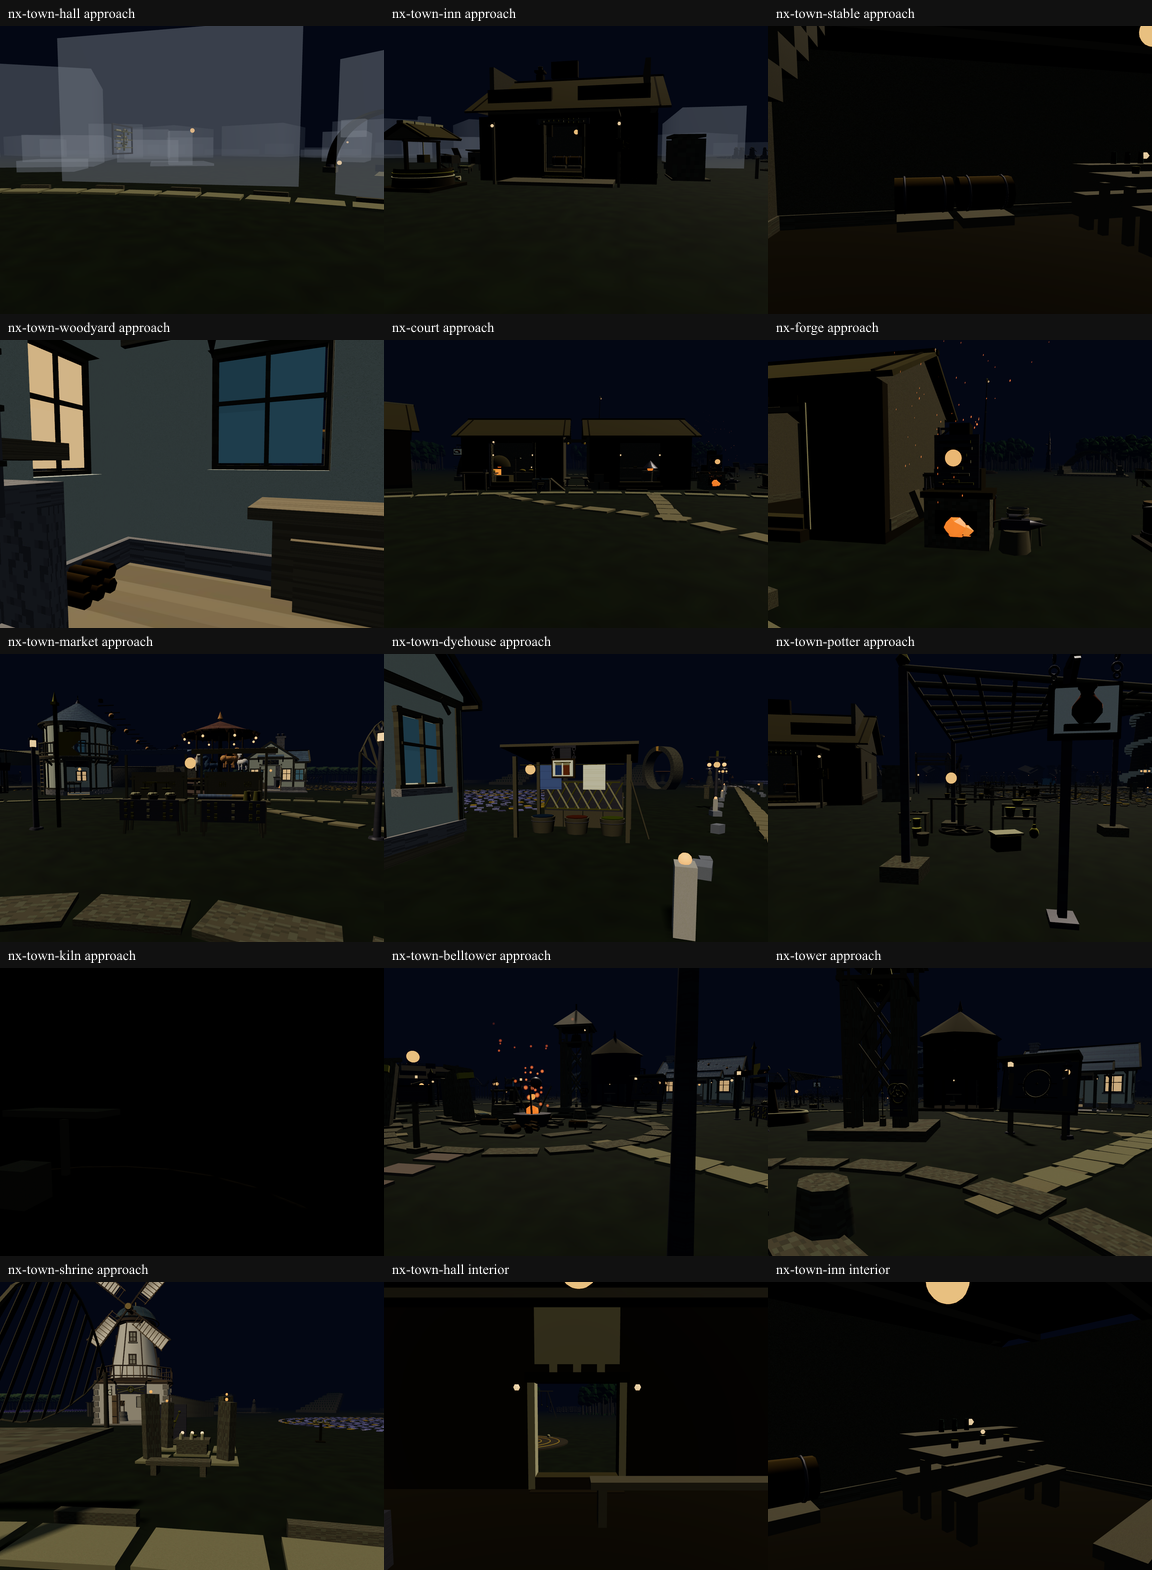 nx-town-hall approach
nx-town-inn approach
nx-town-stable approach
nx-town-woodyard approach
nx-court approach
nx-forge approach
nx-town-market approach
nx-town-dyehouse approach
nx-town-potter approach
nx-town-kiln approach
nx-town-belltower approach
nx-tower approach
nx-town-shrine approach
nx-town-hall interior
nx-town-inn interior